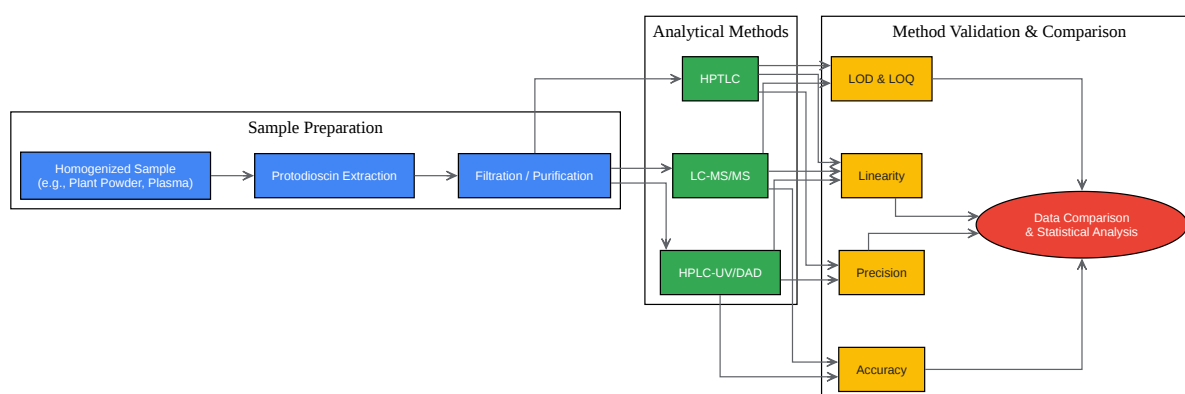 Sample Preparation
Homogenized Sample
(e.g., Plant Powder, Plasma)
Protodioscin Extraction
Filtration / Purification
Analytical Methods
HPTLC
LC-MS/MS
HPLC-UV/DAD
Method Validation & Comparison
LOD & LOQ
Linearity
Precision
Accuracy
Data Comparison
& Statistical Analysis